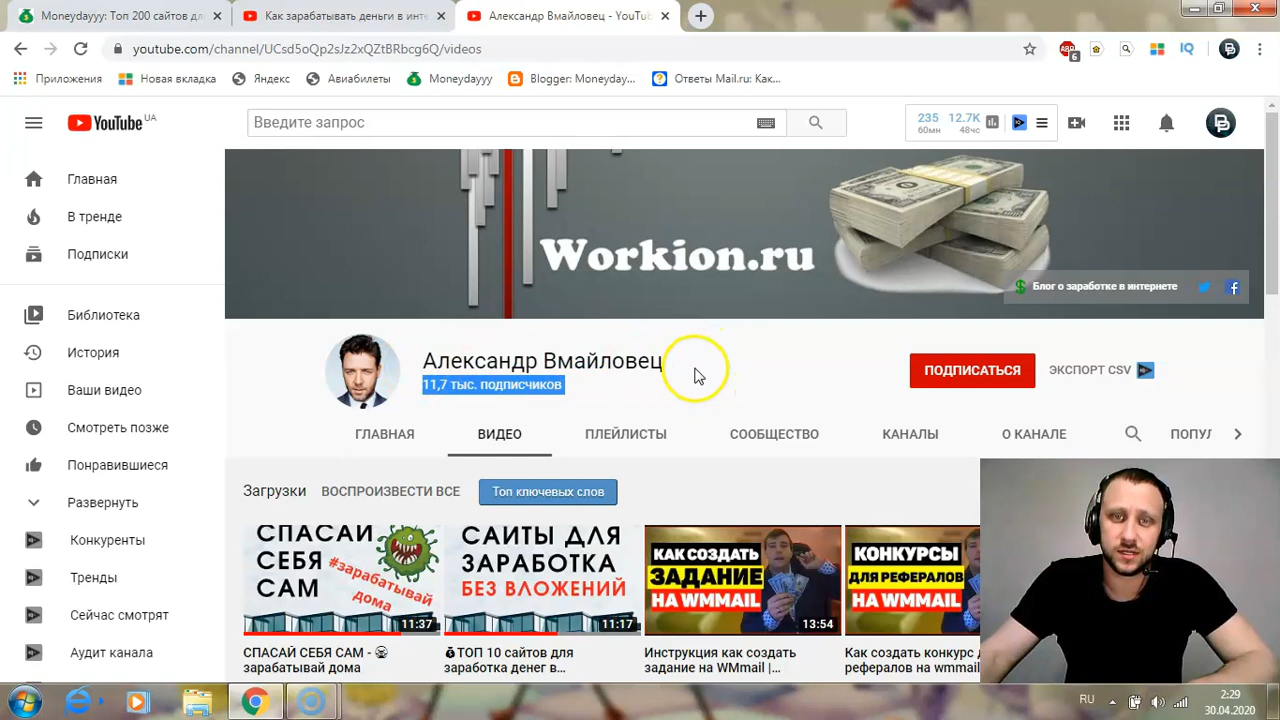 Moneydayyy: Топ 200 сайтов дл
Как зарабатывать деньги в инте
Александр Вмайловец - YouTub
youtube.com/channel/UCsd5oQp2sJz2xQZtBRbcg6Q/videos
6
Приложения
Новая вкладка
Яндекс
Авиабилеты
Moneydayyy
Blogger: Moneyday...
Ответы Mail.ru: Как...
YouTube UA
Введите запрос
235 12.7K
60мн 48чс
Главная
В тренде
Подписки
Библиотека
История
Ваши видео
Смотреть позже
Понравившиеся
Развернуть
Конкуренты
Тренды
Сейчас смотрят
Аудит канала
Workion.ru
Блог о заработке в интернете
Александр Вмайловец
11,7 тыс. подписчиков
ПОДПИСАТЬСЯ
ЭКСПОРТ CSV
ГЛАВНАЯ ВИДЕО ПЛЕЙЛИСТЫ СООБЩЕСТВО КАНАЛЫ О КАНАЛЕ ПОПУЛ
Загрузки ВОСПРОИЗВЕСТИ ВСЕ Топ ключевых слов
СПАСАЙ
СЕБЯ
САМ
#зарабатывай
дома
11:37
СПАСАЙ СЕБЯ САМ -
зарабатывай дома
САЙТЫ ДЛЯ
ЗАРАБОТКА
БЕЗ ВЛОЖЕНИЙ
11:17
ТОП 10 сайтов для
заработка денег в...
КАК СОЗДАТЬ
ЗАДАНИЕ
НА WMMAIL
13:54
Инструкция как создать
задание на WMmail |...
КОНКУРСЫ
ДЛЯ РЕФЕРАЛОВ
НА WMMAIL
Как создать конкурс д
рефералов на wmmail
RU
2:29
30.04.2020